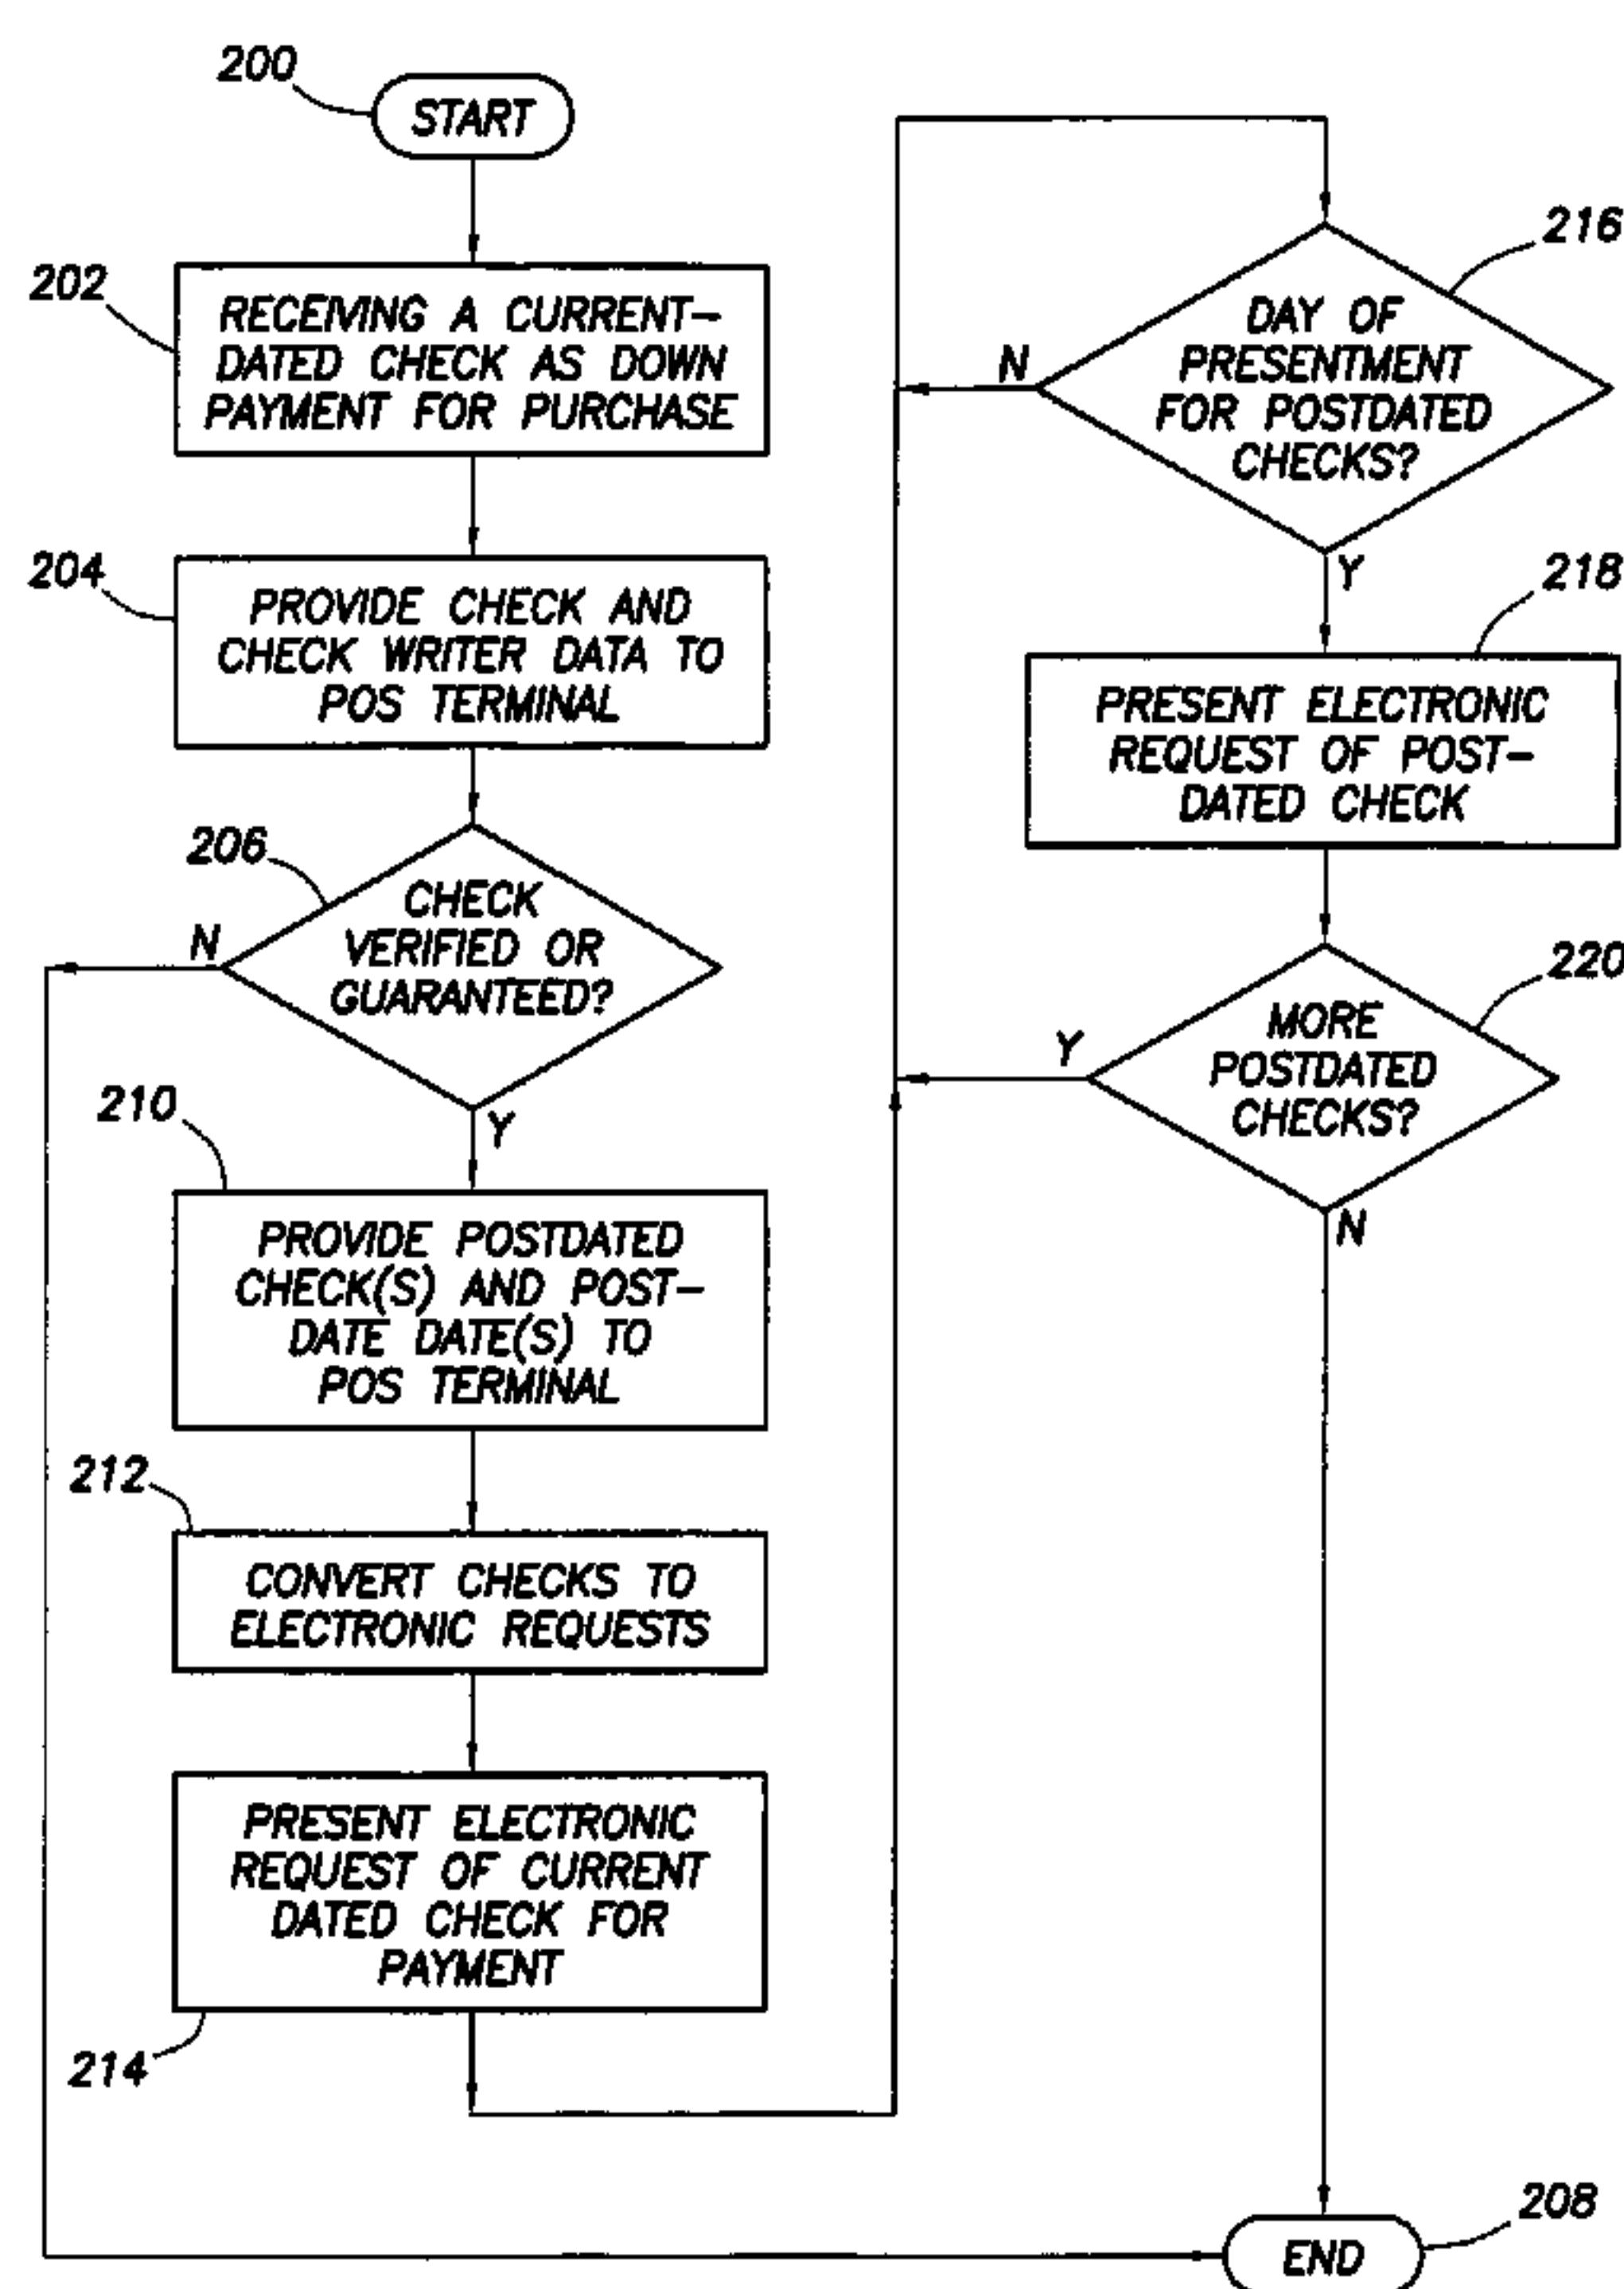 200
START
202
RECEIVING A CURRENT-
DATED CHECK AS DOWN
PAYMENT FOR PURCHASE
204
PROVIDE CHECK AND
CHECK WRITER DATA TO
POS TERMINAL
206
CHECK
VERIFIED OR
GUARANTEED?
N
Y
210
PROVIDE POSTDATED
CHECK(S) AND POST-
DATE DATE(S) TO
POS TERMINAL
212
CONVERT CHECKS TO
ELECTRONIC REQUESTS
PRESENT ELECTRONIC
REQUEST OF CURRENT
DATED CHECK FOR
PAYMENT
214
216
DAY OF
PRESENTMENT
FOR POSTDATED
CHECKS?
N
Y
218
PRESENT ELECTRONIC
REQUEST OF POST-
DATED CHECK
220
MORE
POSTDATED
CHECKS?
Y
N
208
END